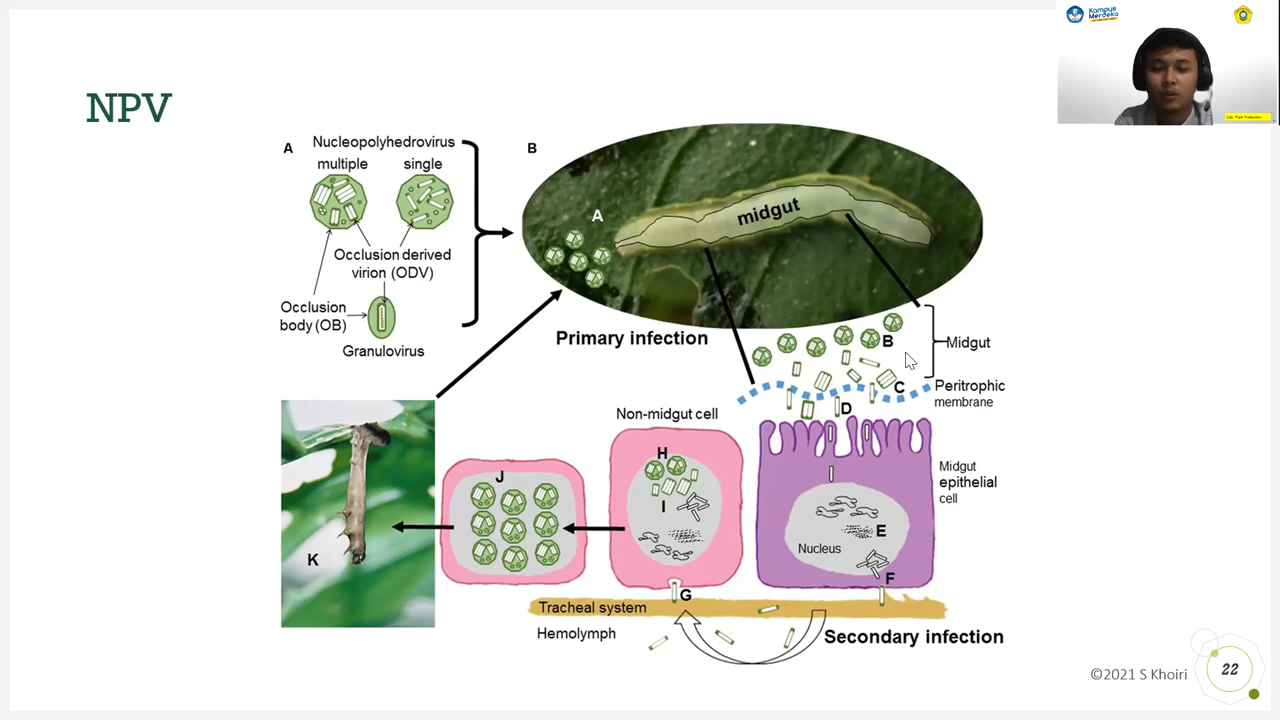 Kampus
Merdeka
NPV
A
Nucleopolyhedrovirus
multiple
single
Occlusion derived
virion (ODV)
Occlusion
body (OB)
Granulovirus
B
A
midgut
Primary infection
B
Midgut
C
Peritrophic
membrane
D
Non-midgut cell
Midgut
epithelial
cell
H
I
J
E
Nucleus
F
K
G
Tracheal system
Hemolymph
Secondary infection
©2021 S Khoiri
22